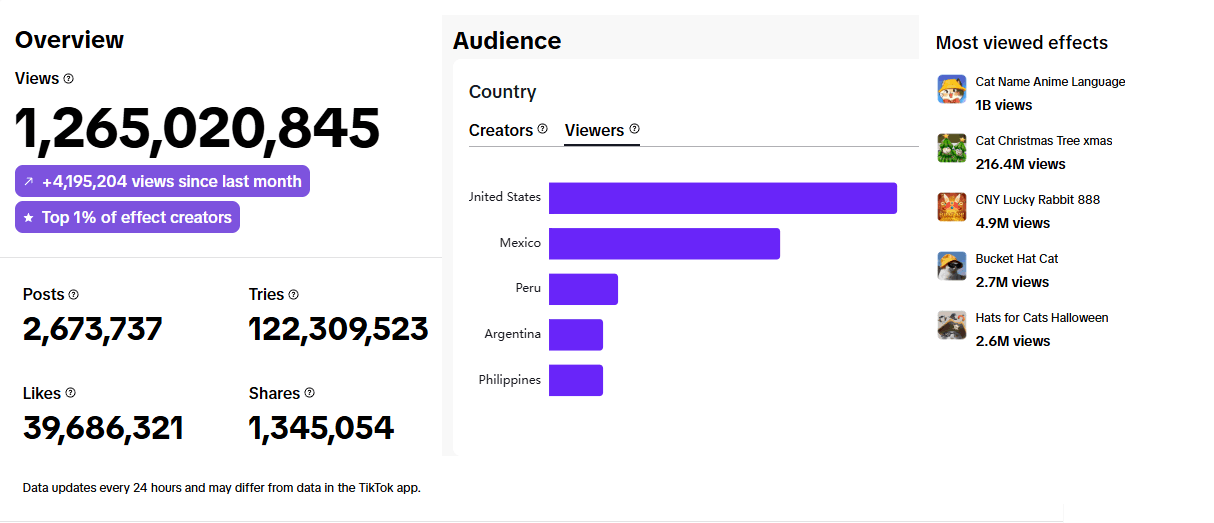 Overview
Views
1,265,020,845
+4,195,204 views since last month
Top 1% of effect creators
Posts
2,673,737
Tries
122,309,523
Likes
39,686,321
Shares
1,345,054
Data updates every 24 hours and may differ from data in the TikTok app.
Audience
Country
Creators
Viewers
United States
Mexico
Peru
Argentina
Philippines
Most viewed effects
Cat Name Anime Language
1B views
Cat Christmas Tree xmas
216.4M views
CNY Lucky Rabbit 888
4.9M views
Bucket Hat Cat
2.7M views
Hats for Cats Halloween
2.6M views